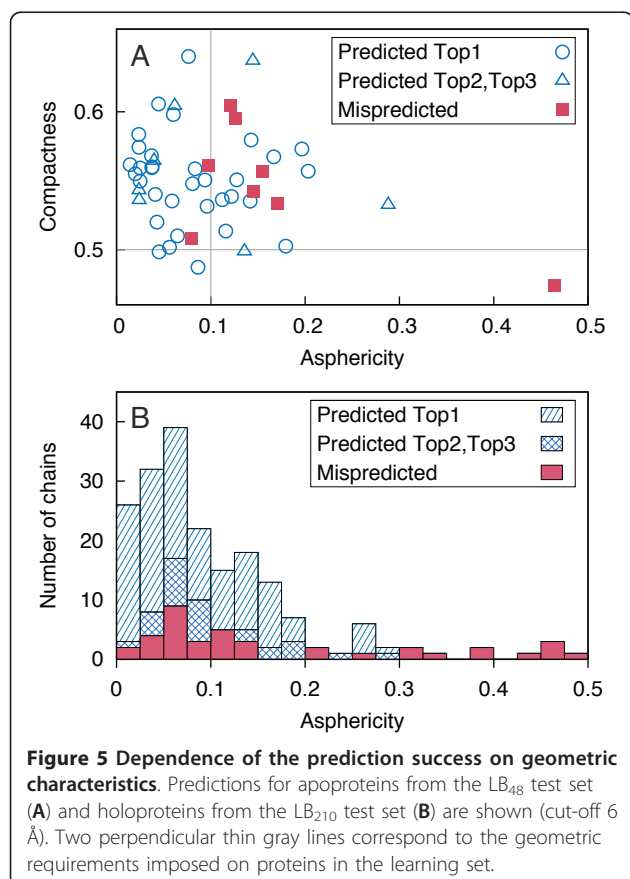 A
Predicted Top1
Predicted Top2,Top3
Mispredicted
0.6
0.5
Compactness
0 0.1 0.2 0.3 0.4 0.5
Asphericity
B
Predicted Top1
Predicted Top2,Top3
Mispredicted
40
30
20
10
0
Number of chains
0 0.1 0.2 0.3 0.4 0.5
Asphericity
Figure 5 Dependence of the prediction success on geometric
characteristics. Predictions for apoproteins from the LB48 test set
(A) and holoproteins from the LB210 test set (B) are shown (cut-off 6
Å). Two perpendicular thin gray lines correspond to the geometric
requirements imposed on proteins in the learning set.